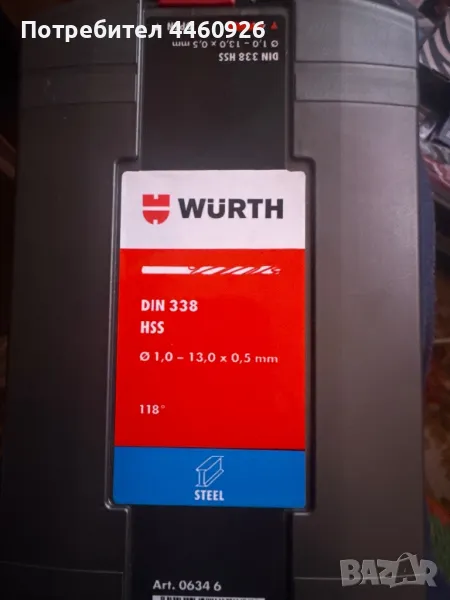 Потребител 4460926
Ø 1,0 – 13,0 x 0,5 mm
DIN 338 HSS
WÜRTH
DIN 338
HSS
Ø 1,0 – 13,0 x 0,5 mm
118°
STEEL
Art. 0634 6
BAZAR